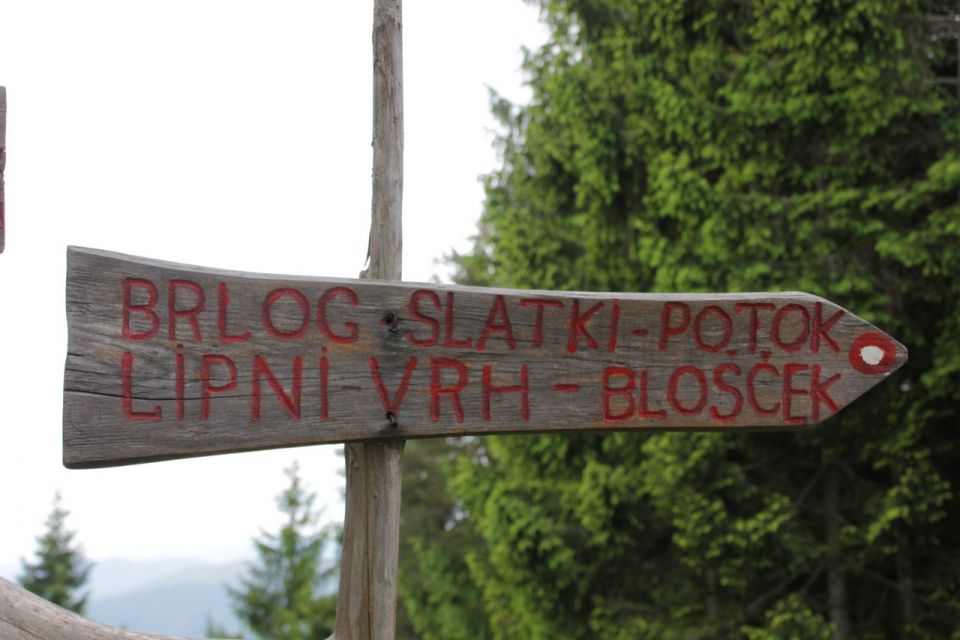 BRLOG - SLATKI - POTOK
LIPNI - VRH - BLOŠČEK